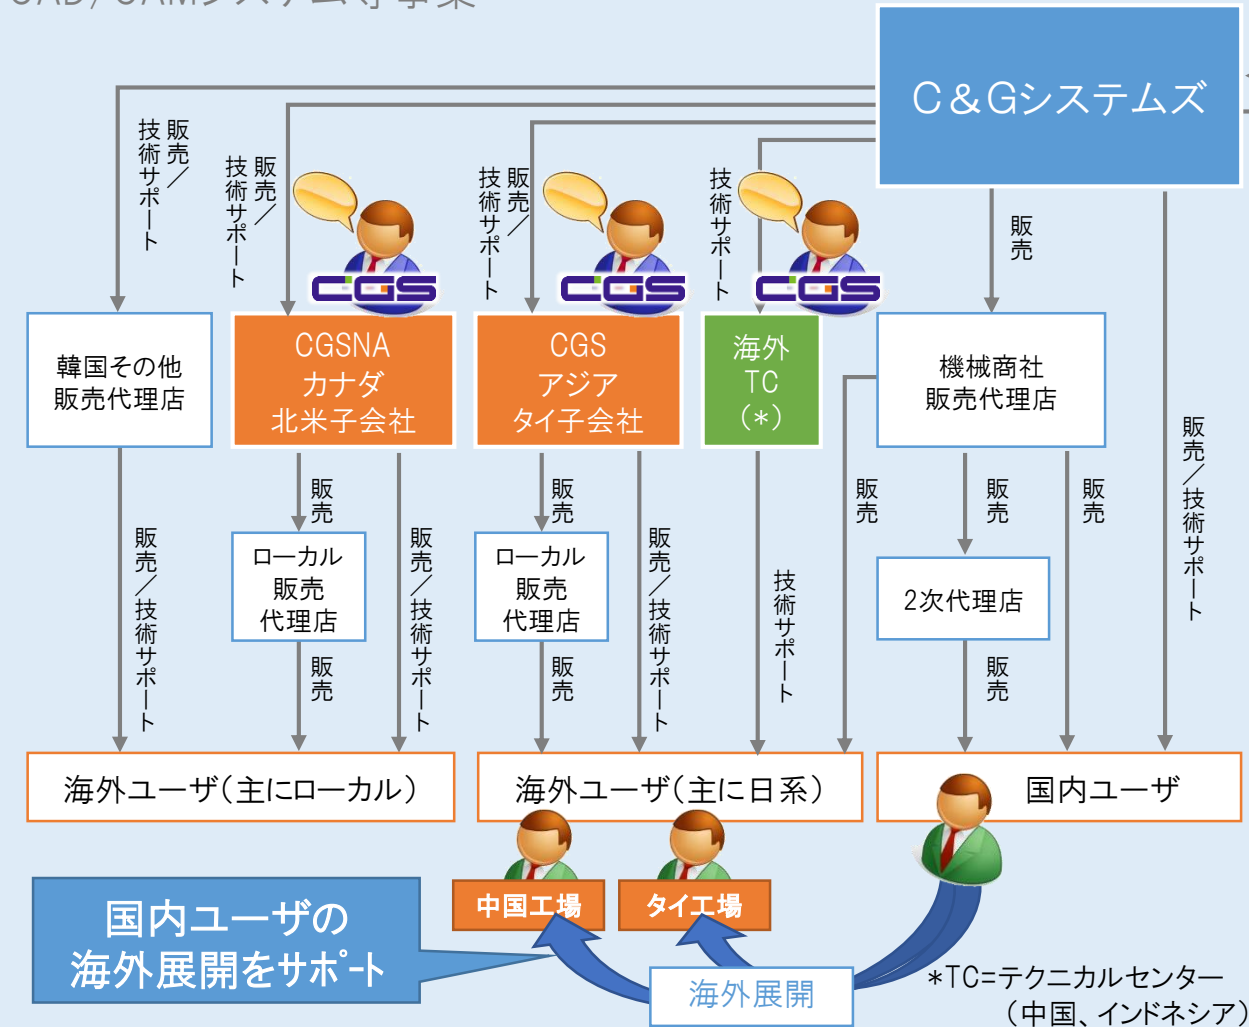 CAD/CAMシステム等事業
C&Gシステムズ
販売／
技術サポート
販売／
技術サポート
販売／
技術サポート
技術サポート
販売
CGS
CGS
CGS
韓国その他
販売代理店
CGSNA
カナダ
北米子会社
CGS
アジア
タイ子会社
海外
TC
(*)
機械商社
販売代理店
販売／技術サポート
販売
販売／技術サポート
販売
販売／技術サポート
技術サポート
販売
販売
販売
販売／技術サポート
ローカル
販売
代理店
ローカル
販売
代理店
2次代理店
販売
販売
販売
海外ユーザ（主にローカル）
海外ユーザ（主に日系）
国内ユーザ
中国工場
タイ工場
国内ユーザの
海外展開をサポート
海外展開
*TC=テクニカルセンター
（中国、インドネシア）